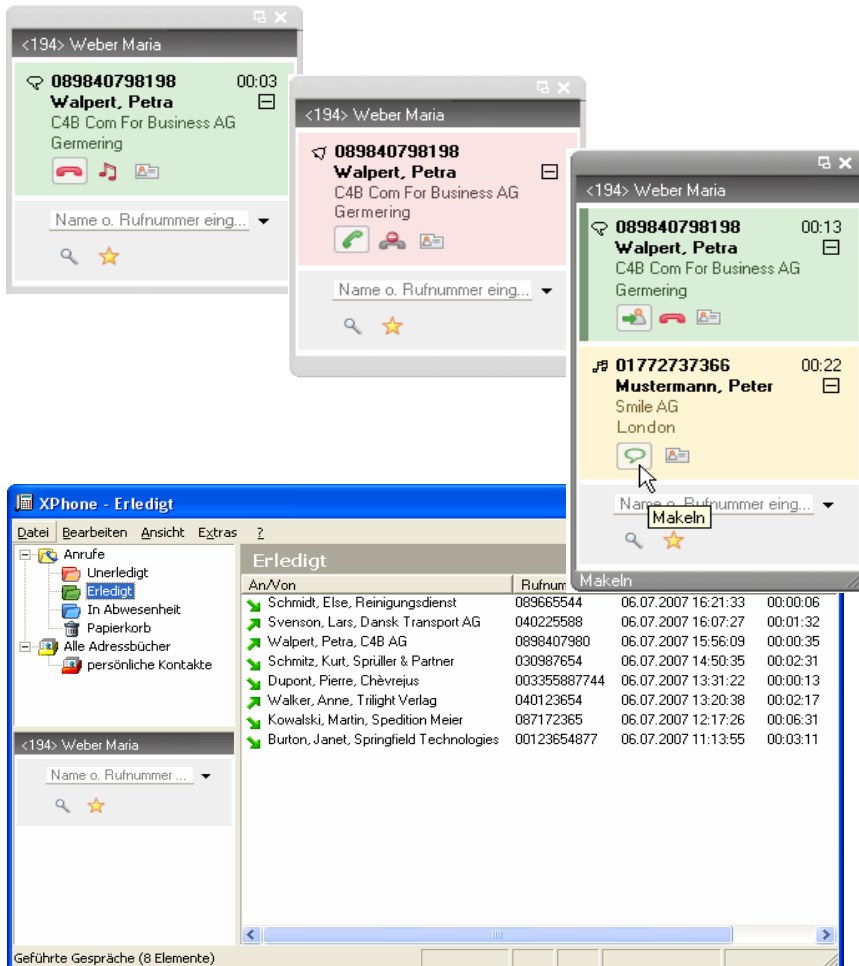 <194> Weber Maria
089840798198 00:03
Walpert, Petra
C4B Com For Business AG
Germering
Name o. Rufnummer eing...
<194> Weber Maria
089840798198
Walpert, Petra
C4B Com For Business AG
Germering
Name o. Rufnummer eing...
<194> Weber Maria
089840798198 00:13
Walpert, Petra
C4B Com For Business AG
Germering
01772737366 00:22
Mustermann, Peter
Smile AG
London
Name o. Rufnummer eing...
Makeln
Makeln
XPhone - Erledigt
Datei Bearbeiten Ansicht Extras ?
Anrufe
Unerledigt
Erledigt
In Abwesenheit
Papierkorb
Alle Adressbücher
persönliche Kontakte
<194> Weber Maria
Name o. Rufnummer ...
Erledigt
An/Von Rufnum
Schmidt, Else, Reinigungsdienst 089665544 06.07.2007 16:21:33 00:00:06
Svenson, Lars, Dansk Transport AG 040225588 06.07.2007 16:07:27 00:01:32
Walpert, Petra, C4B AG 0898407980 06.07.2007 15:56:09 00:00:35
Schmitz, Kurt, Sprüller & Partner 030987654 06.07.2007 14:50:35 00:02:31
Dupont, Pierre, Chèvrejus 003355887744 06.07.2007 13:31:22 00:00:13
Walker, Anne, Trilight Verlag 040123654 06.07.2007 13:20:38 00:02:17
Kowalski, Martin, Spedition Meier 087172365 06.07.2007 12:17:26 00:06:31
Burton, Janet, Springfield Technologies 00123654877 06.07.2007 11:13:55 00:03:11
Geführte Gespräche (8 Elemente)